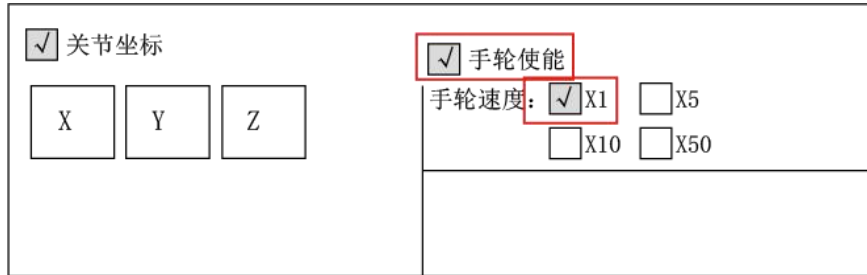 √ 关节坐标
X Y Z
√ 手轮使能
手轮速度: √ X1 X5
X10 X50